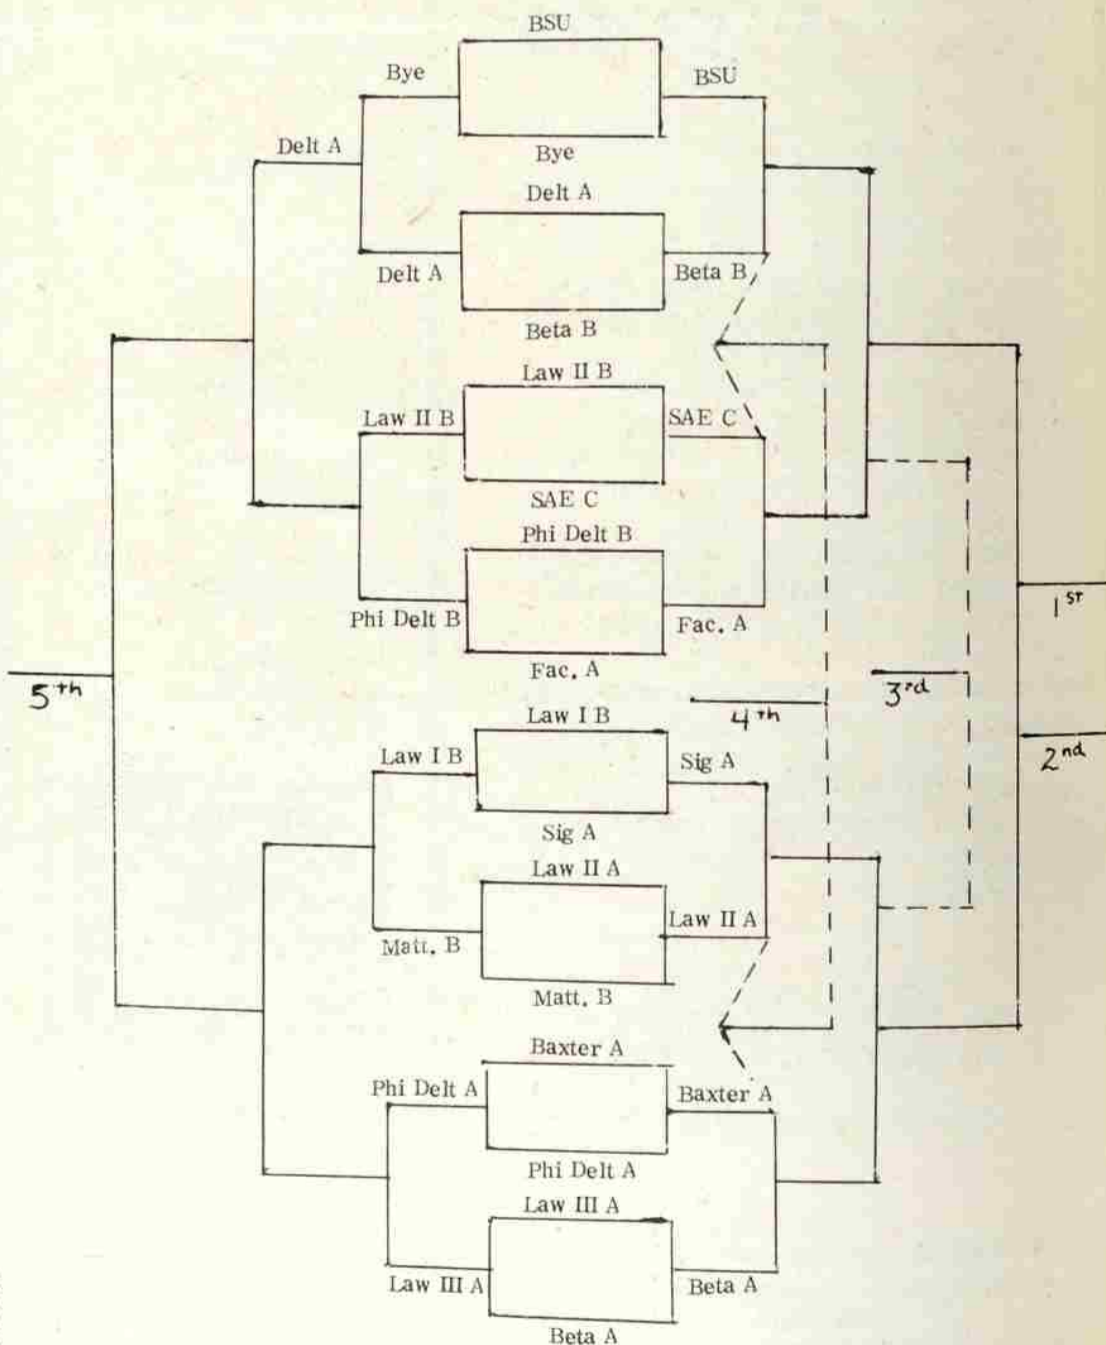 BSU
Bye
BSU
Delt A
Bye
Delt A
Delt A
Beta B
Beta B
Law II B
Law II B
SAE C
SAE C
Phi Delt B
Phi Delt B
Fac. A
Fac. A
1st
5th
3rd
4th
2nd
Law I B
Law I B
Sig A
Sig A
Law II A
Law II A
Matt. B
Matt. B
Baxter A
Phi Delt A
Baxter A
Phi Delt A
Law III A
Law III A
Beta A
Beta A